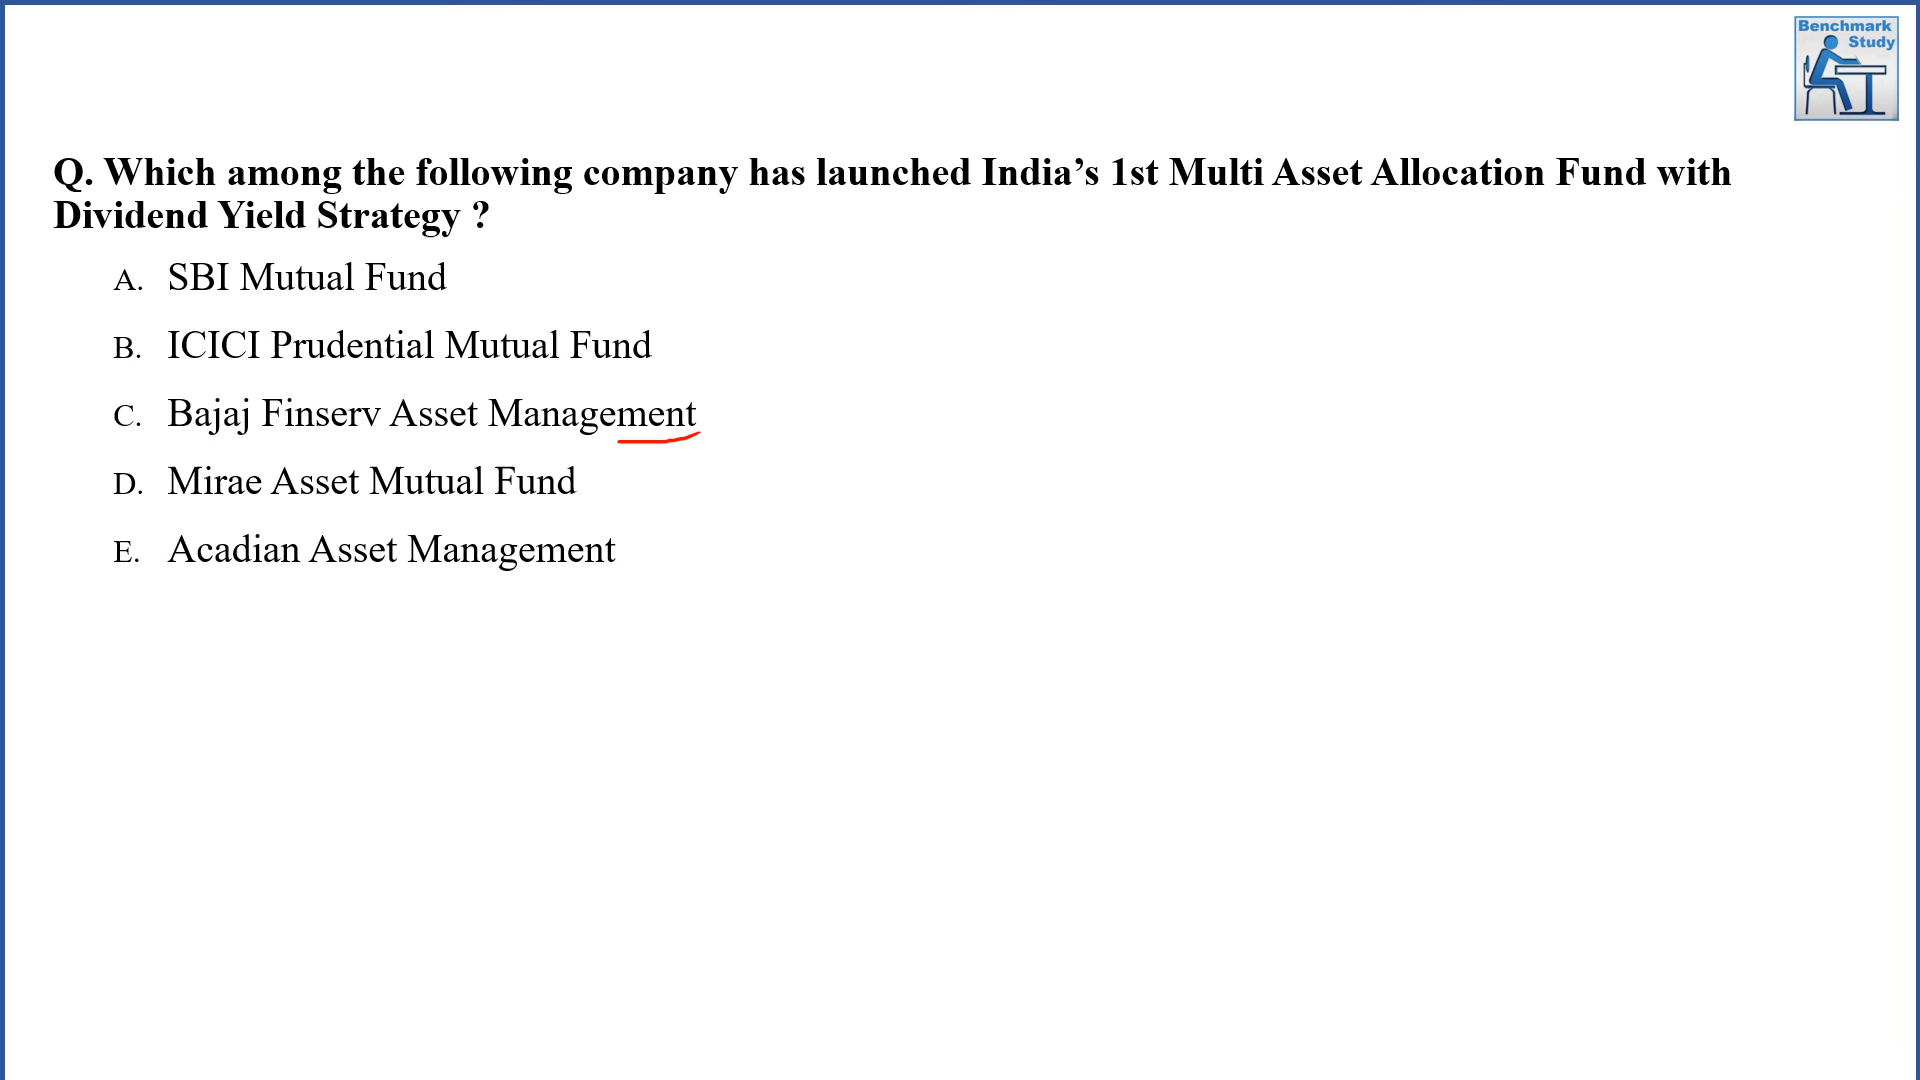 Benchmark
Study
Q. Which among the following company has launched India’s 1st Multi Asset Allocation Fund with
Dividend Yield Strategy ?
A. SBI Mutual Fund
B. ICICI Prudential Mutual Fund
C. Bajaj Finserv Asset Management
D. Mirae Asset Mutual Fund
E. Acadian Asset Management